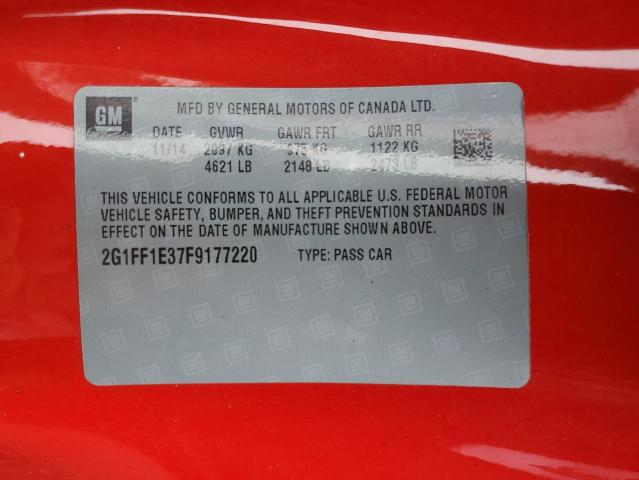 GM
MFD BY GENERAL MOTORS OF CANADA LTD.
DATE GVWR GAWR FRT GAWR RR
11/14 2097 KG 975 KG 1122 KG
4621 LB 2148 LB 2473 LB
THIS VEHICLE CONFORMS TO ALL APPLICABLE U.S. FEDERAL MOTOR
VEHICLE SAFETY, BUMPER, AND THEFT PREVENTION STANDARDS IN
EFFECT ON THE DATE OF MANUFACTURE SHOWN ABOVE.
2G1FF1E37F9177220 TYPE: PASS CAR